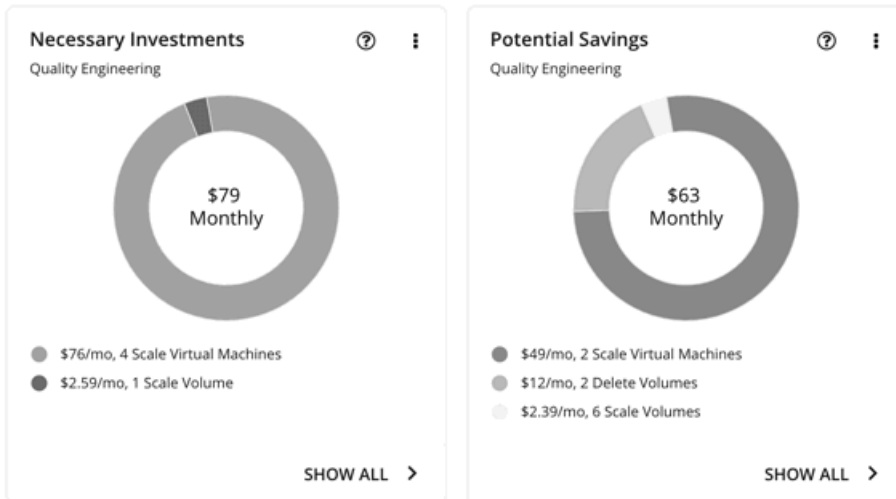 Necessary Investments
Quality Engineering
$79
Monthly
$76/mo, 4 Scale Virtual Machines
$2.59/mo, 1 Scale Volume
SHOW ALL
Potential Savings
Quality Engineering
$63
Monthly
$49/mo, 2 Scale Virtual Machines
$12/mo, 2 Delete Volumes
$2.39/mo, 6 Scale Volumes
SHOW ALL